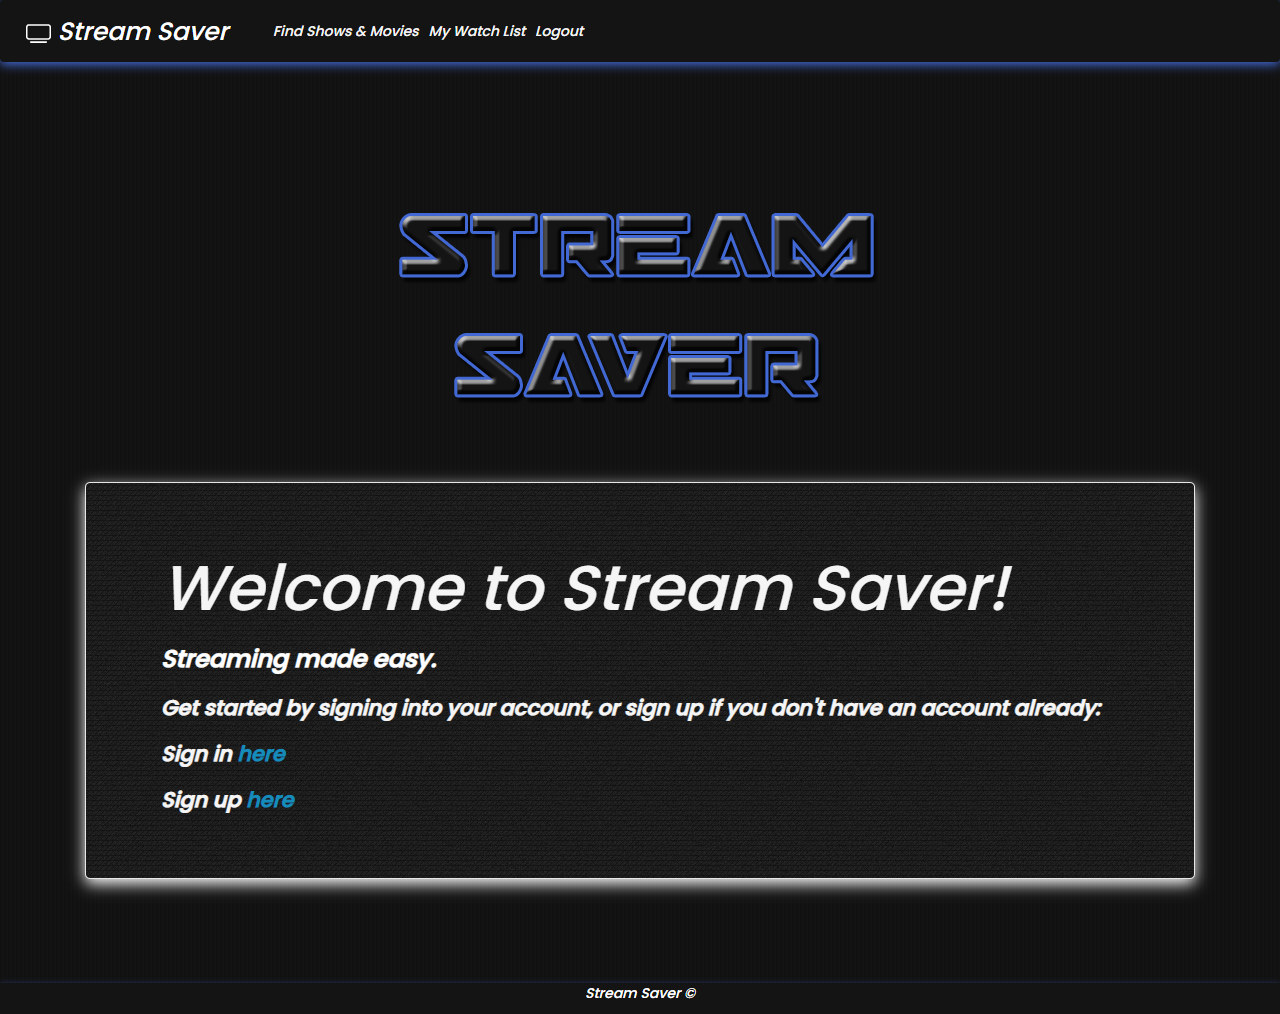 Stream Saver Find Shows & Movies My Watch List Logout
STREAM
SAVER
Welcome to Stream Saver!
Streaming made easy.
Get started by signing into your account, or sign up if you don't have an account already:
Sign in here
Sign up here
Stream Saver ©